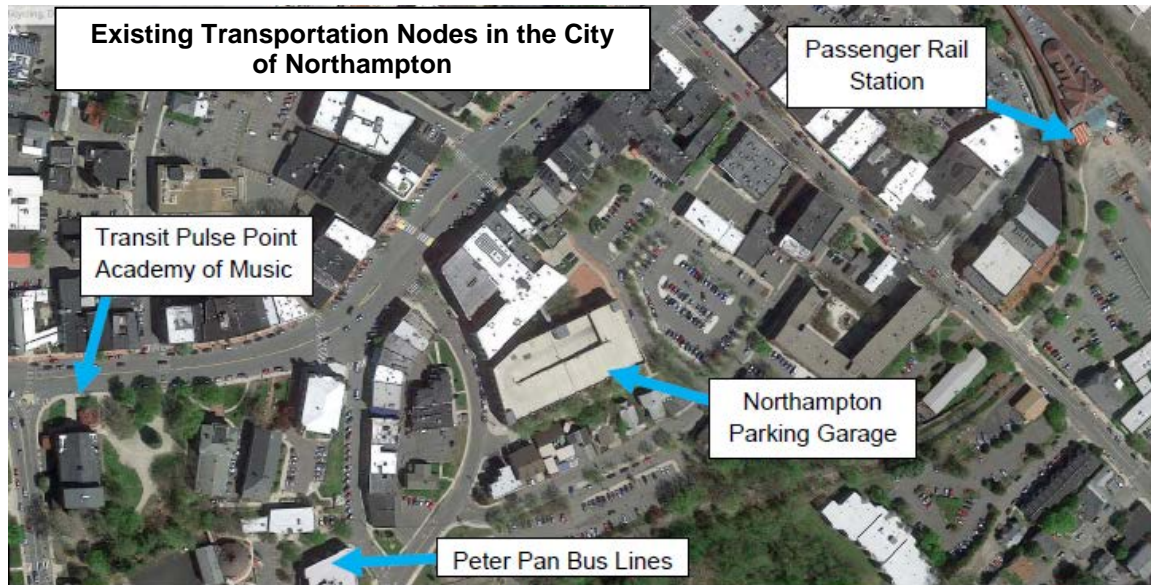 Existing Transportation Nodes in the City
of Northampton
Passenger Rail
Station
Transit Pulse Point
Academy of Music
Northampton
Parking Garage
Peter Pan Bus Lines